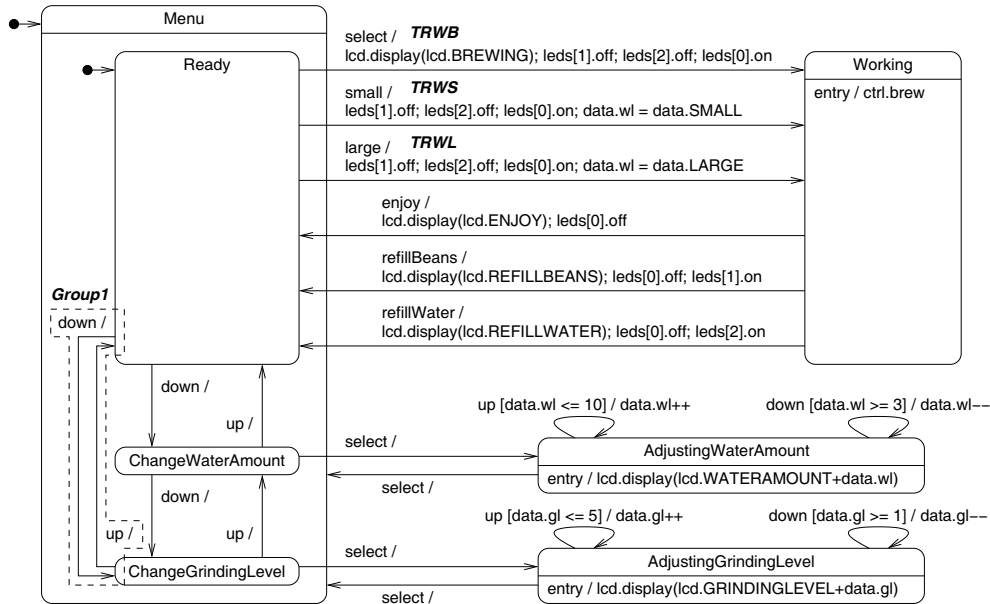 Menu
select / TRWB
lcd.display(lcd.BREWING); leds[1].off; leds[2].off; leds[0].on
Ready
Working
entry / ctrl.brew
small / TRWS
leds[1].off; leds[2].off; leds[0].on; data.wl = data.SMALL
large / TRWL
leds[1].off; leds[2].off; leds[0].on; data.wl = data.LARGE
enjoy /
lcd.display(lcd.ENJOY); leds[0].off
refillBeans /
lcd.display(lcd.REFILLBEANS); leds[0].off; leds[1].on
refillWater /
lcd.display(lcd.REFILLWATER); leds[0].off; leds[2].on
Group1
down /
down /
up /
up [data.wl <= 10] / data.wl++
down [data.wl >= 3] / data.wl−−
ChangeWaterAmount
select /
AdjustingWaterAmount
entry / lcd.display(lcd.WATERAMOUNT+data.wl)
select /
down /
up /
up /
up [data.gl <= 5] / data.gl++
down [data.gl >= 1] / data.gl−−
ChangeGrindingLevel
select /
AdjustingGrindingLevel
entry / lcd.display(lcd.GRINDINGLEVEL+data.gl)
select /